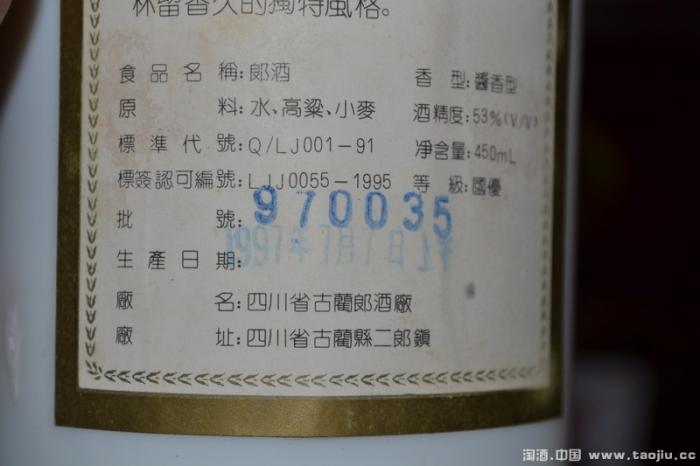 杯留香久的獨特風格。
食品名稱:郎酒 香型:醬香型
原料:水、高粱、小麥 酒精度:53%(V/V)
標準代號:Q/LJ001-91 净含量:450mL
標簽認可編號:LJJ0055-1995 等級:國優
批號:970035
生產日期:1997年7月7日
廠名:四川省古藺郎酒廠
廠址:四川省古藺縣二郎鎮
淘酒.中国 www.taojiu.cc